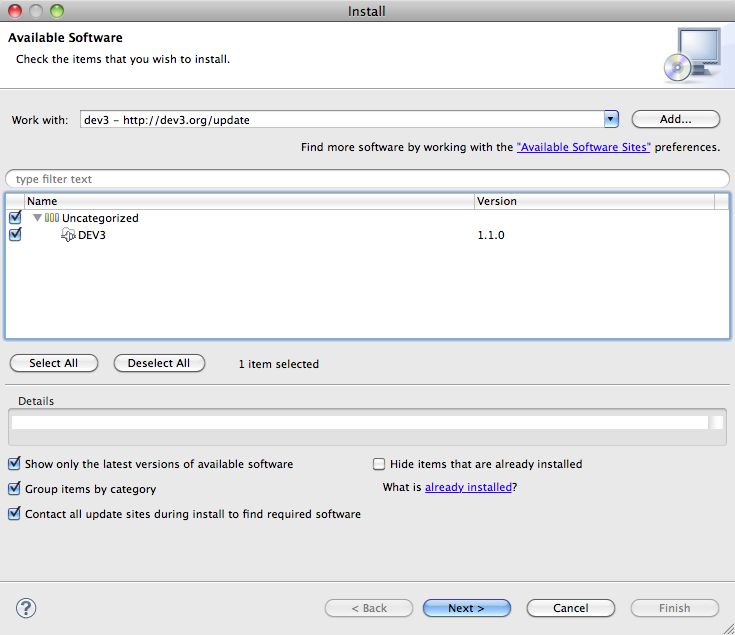 Install
Available Software
Check the items that you wish to install.
Work with: dev3 - http://dev3.org/update Add...
Find more software by working with the "Available Software Sites" preferences.
type filter text
Name Version
Uncategorized
DEV3 1.1.0
Select All Deselect All 1 item selected
Details
Show only the latest versions of available software Hide items that are already installed
Group items by category What is already installed?
Contact all update sites during install to find required software
? < Back Next > Cancel Finish